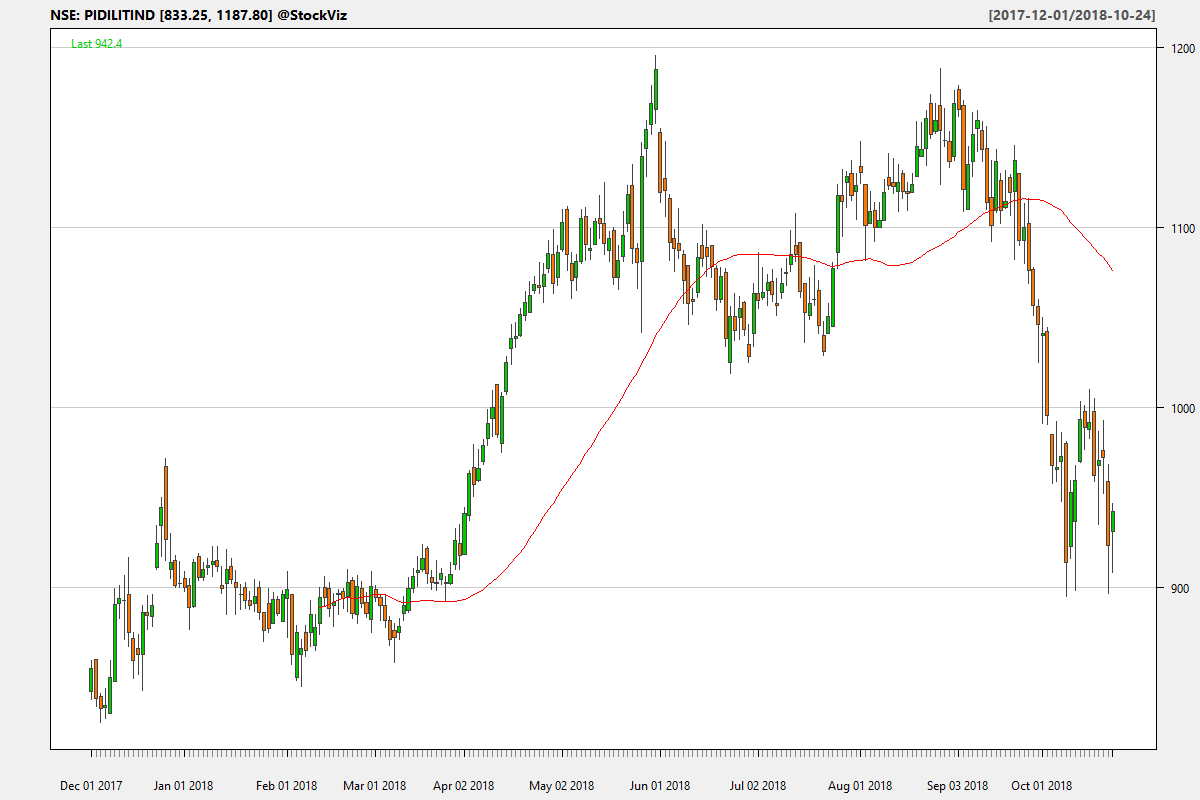 NSE: PIDILITIND [833.25, 1187.80] @StockViz [2017-12-01/2018-10-24]
Last 942.4
1200
1100
1000
900
Dec 01 2017 Jan 01 2018 Feb 01 2018 Mar 01 2018 Apr 02 2018 May 02 2018 Jun 01 2018 Jul 02 2018 Aug 01 2018 Sep 03 2018 Oct 01 2018